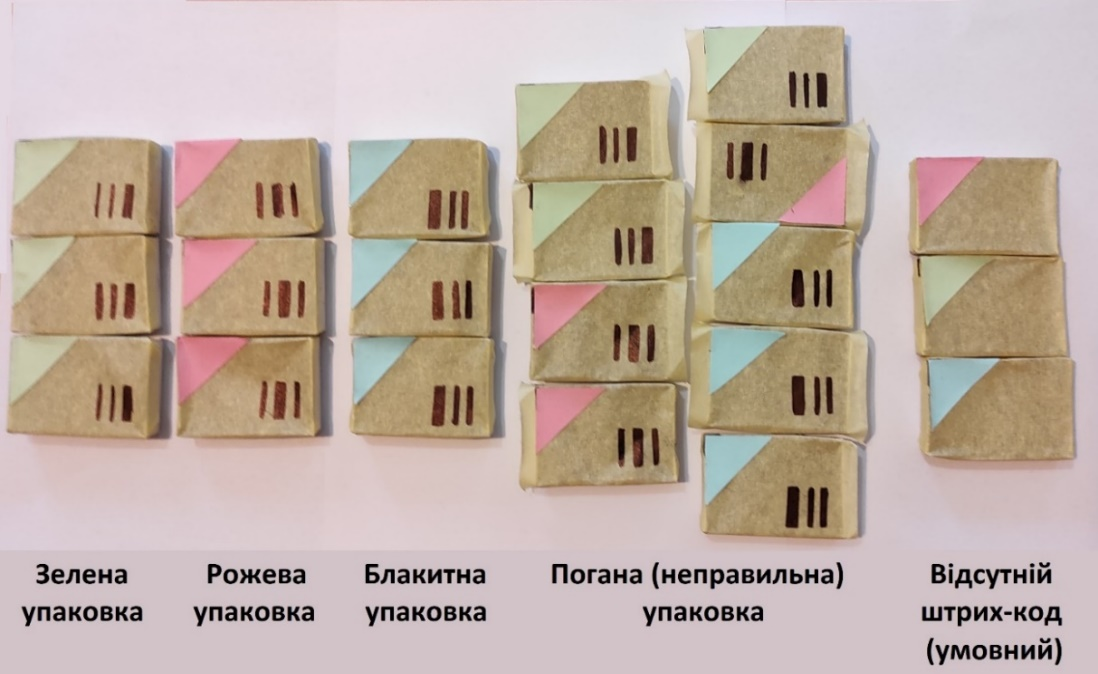 Зелена
упаковка
Рожева
упаковка
Блакитна
упаковка
Погана (неправильна)
упаковка
Відсутній
штрих-код
(умовний)